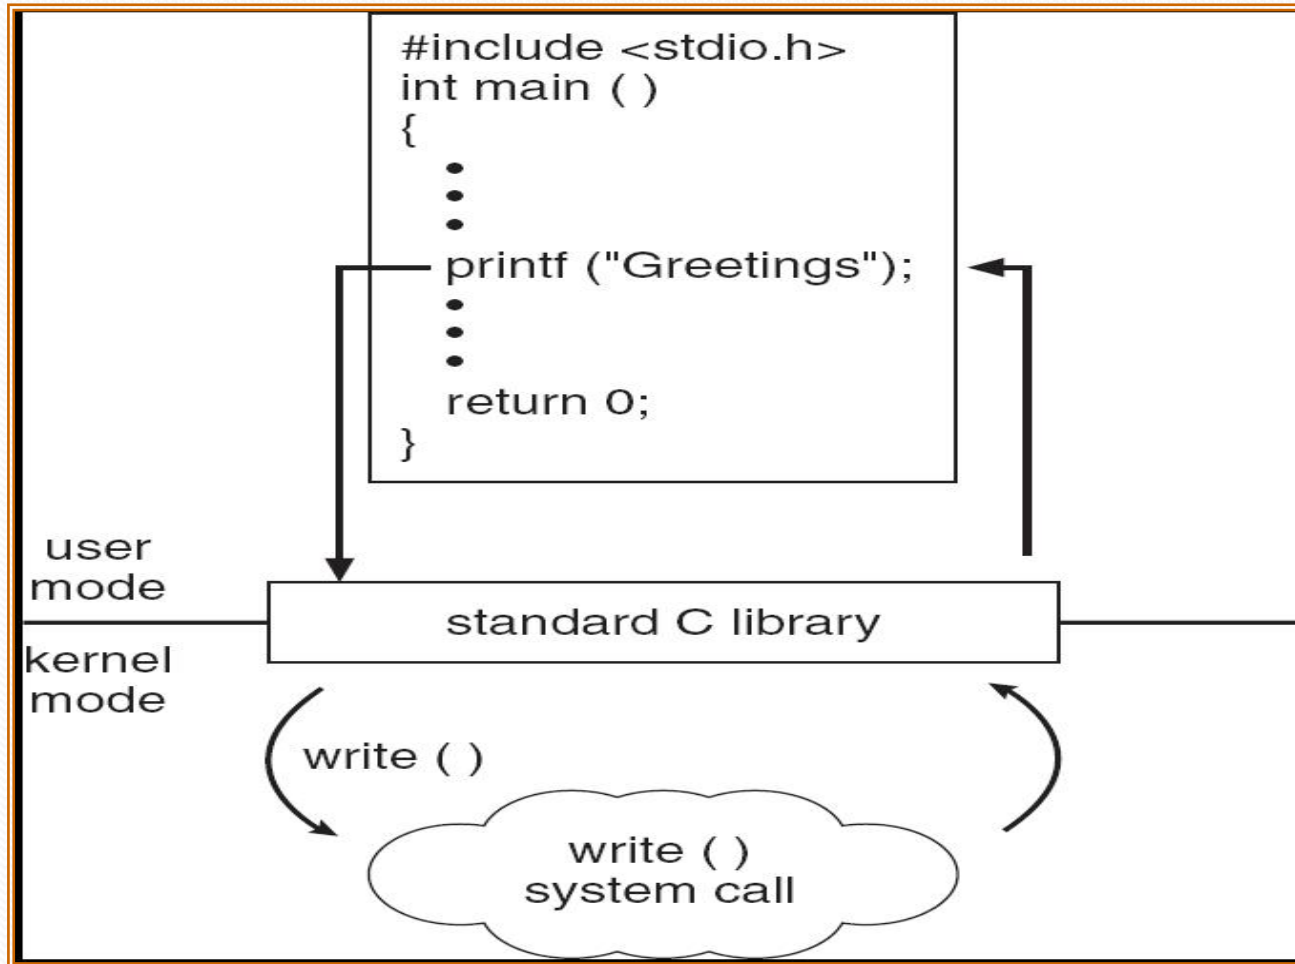 #include <stdio.h>
int main ( )
{
•
•
•
printf ("Greetings");
•
•
•
return 0;
}
user
mode
standard C library
kernel
mode
write ( )
write ( )
system call